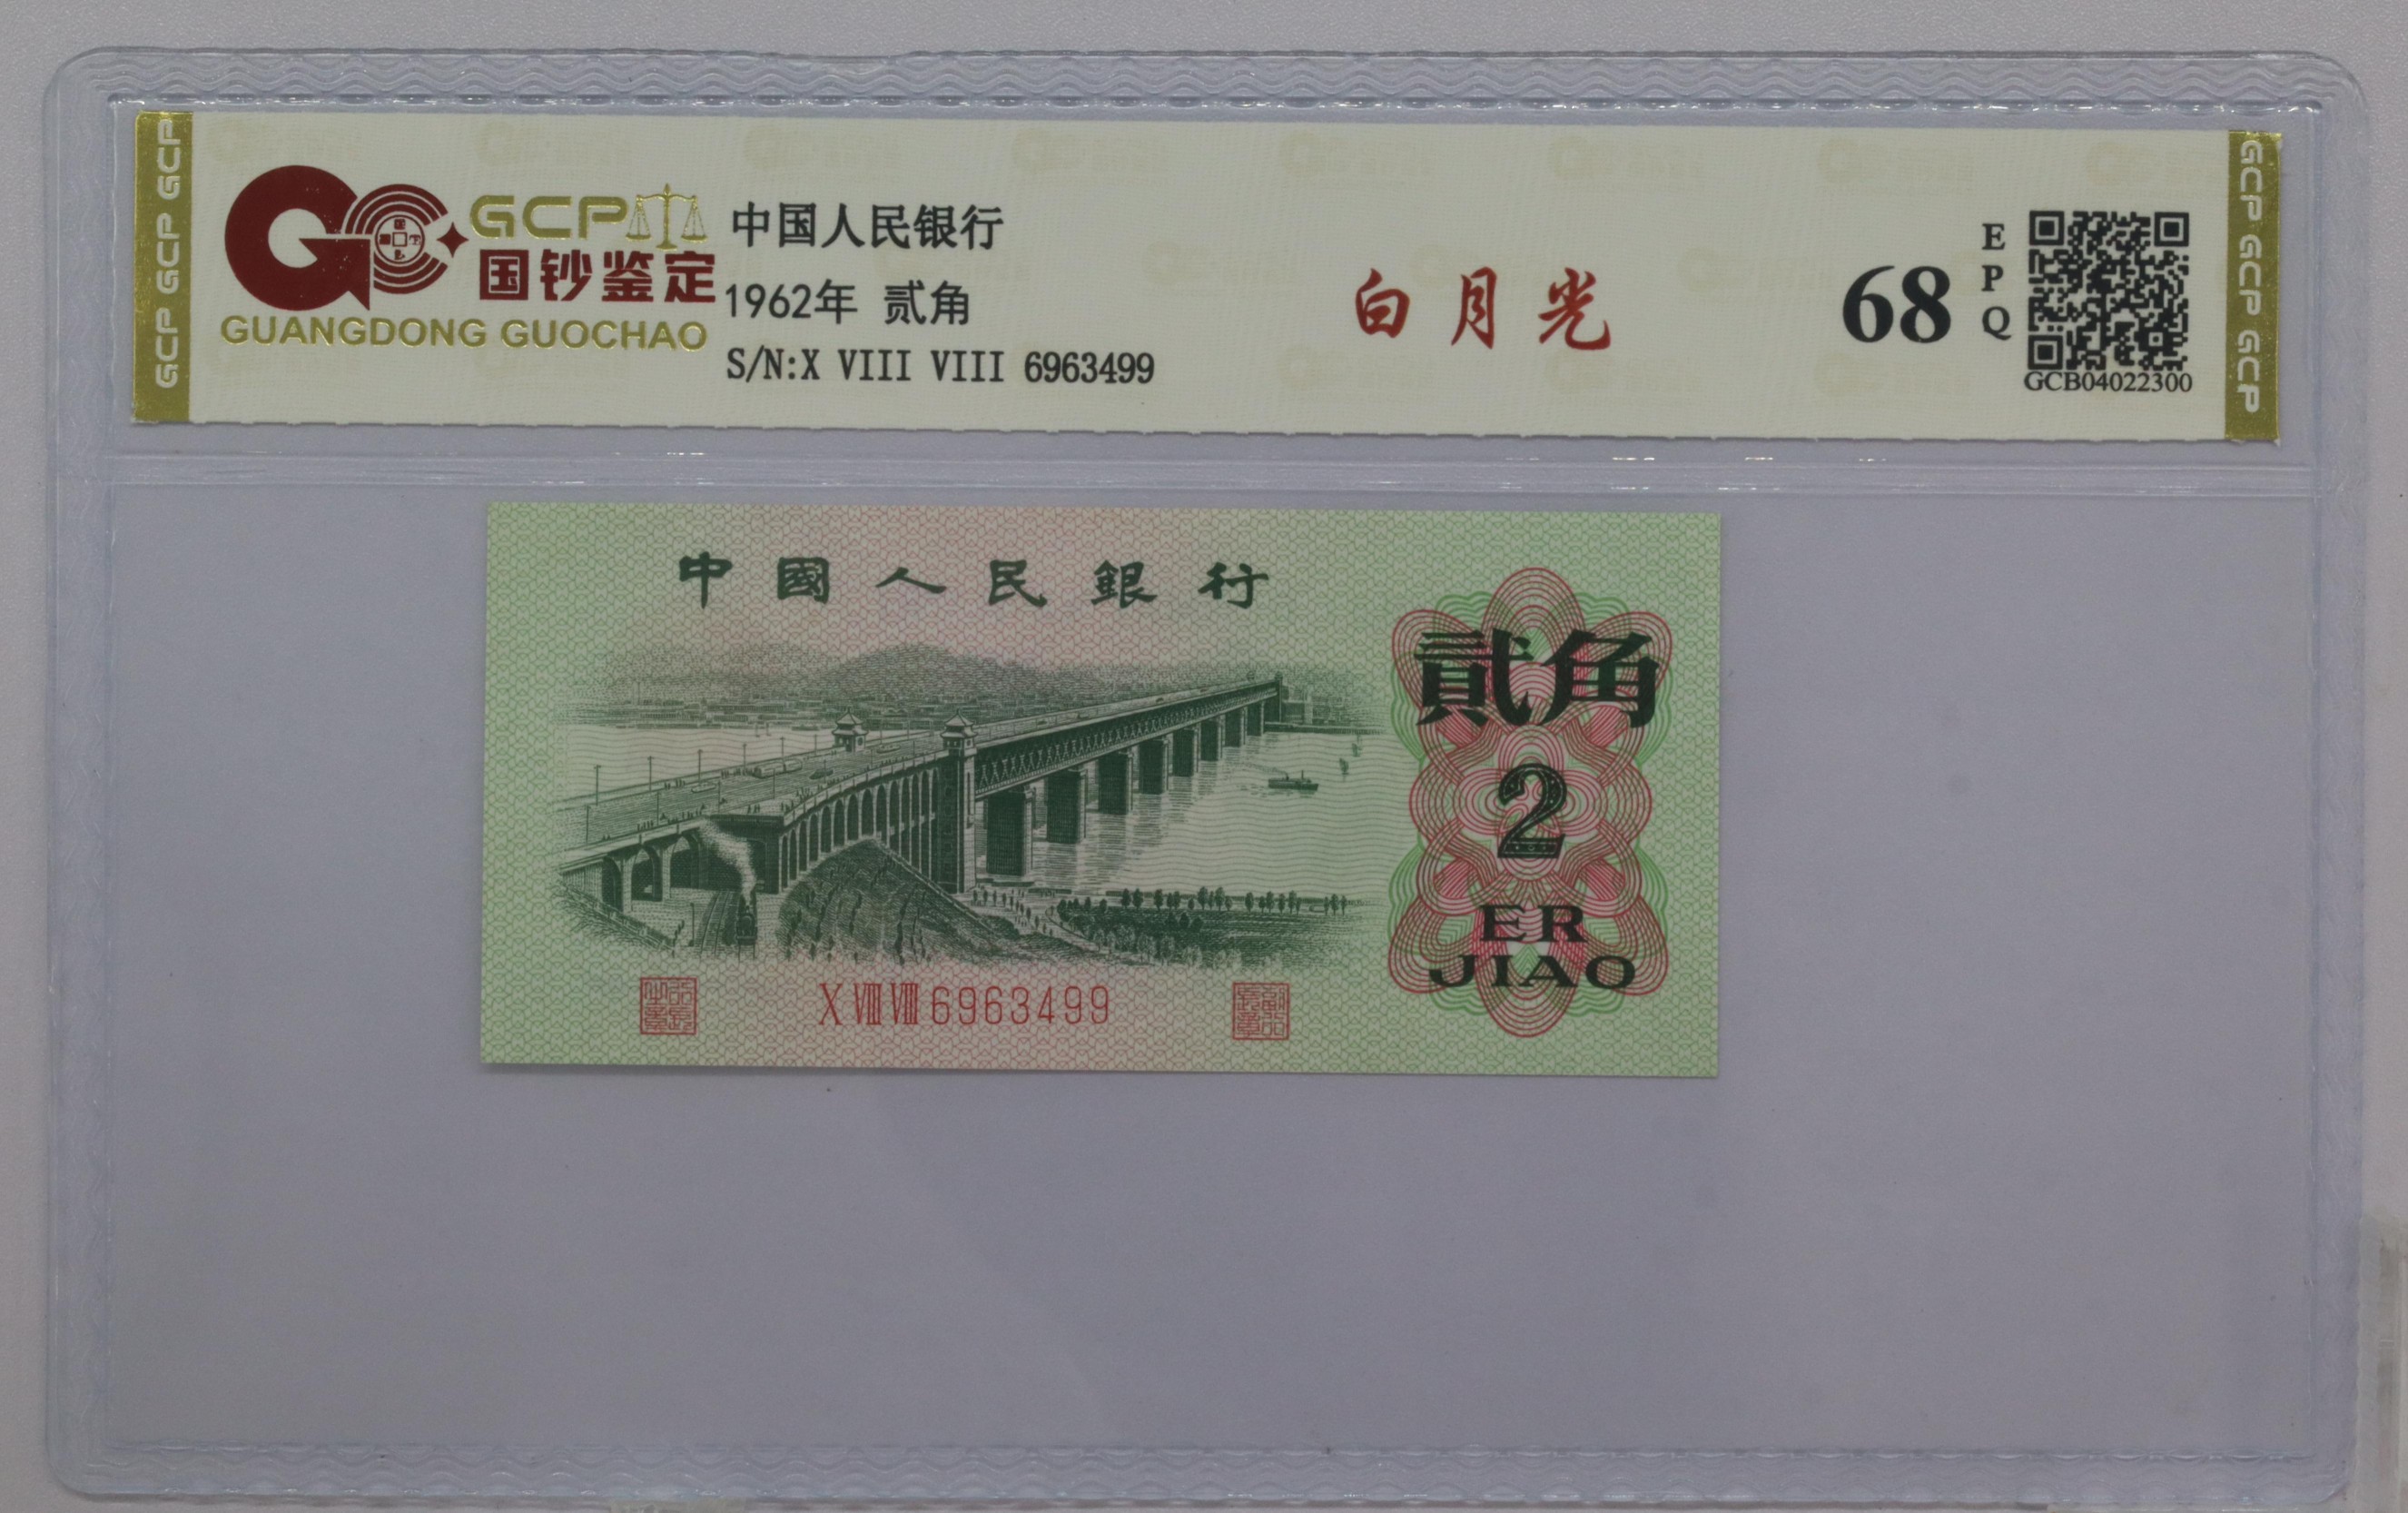 GCP GCP GCP
GCP
国钞鉴定
GUANGDONG GUOCHAO
中国人民银行
1962年 贰角
S/N:X VIII VIII 6963499
白月光
68
EPQ
GCB04022300
GCP GCP GCP
中國人民銀行
貳角
2
ER
JIAO
X VIII VIII 6963499